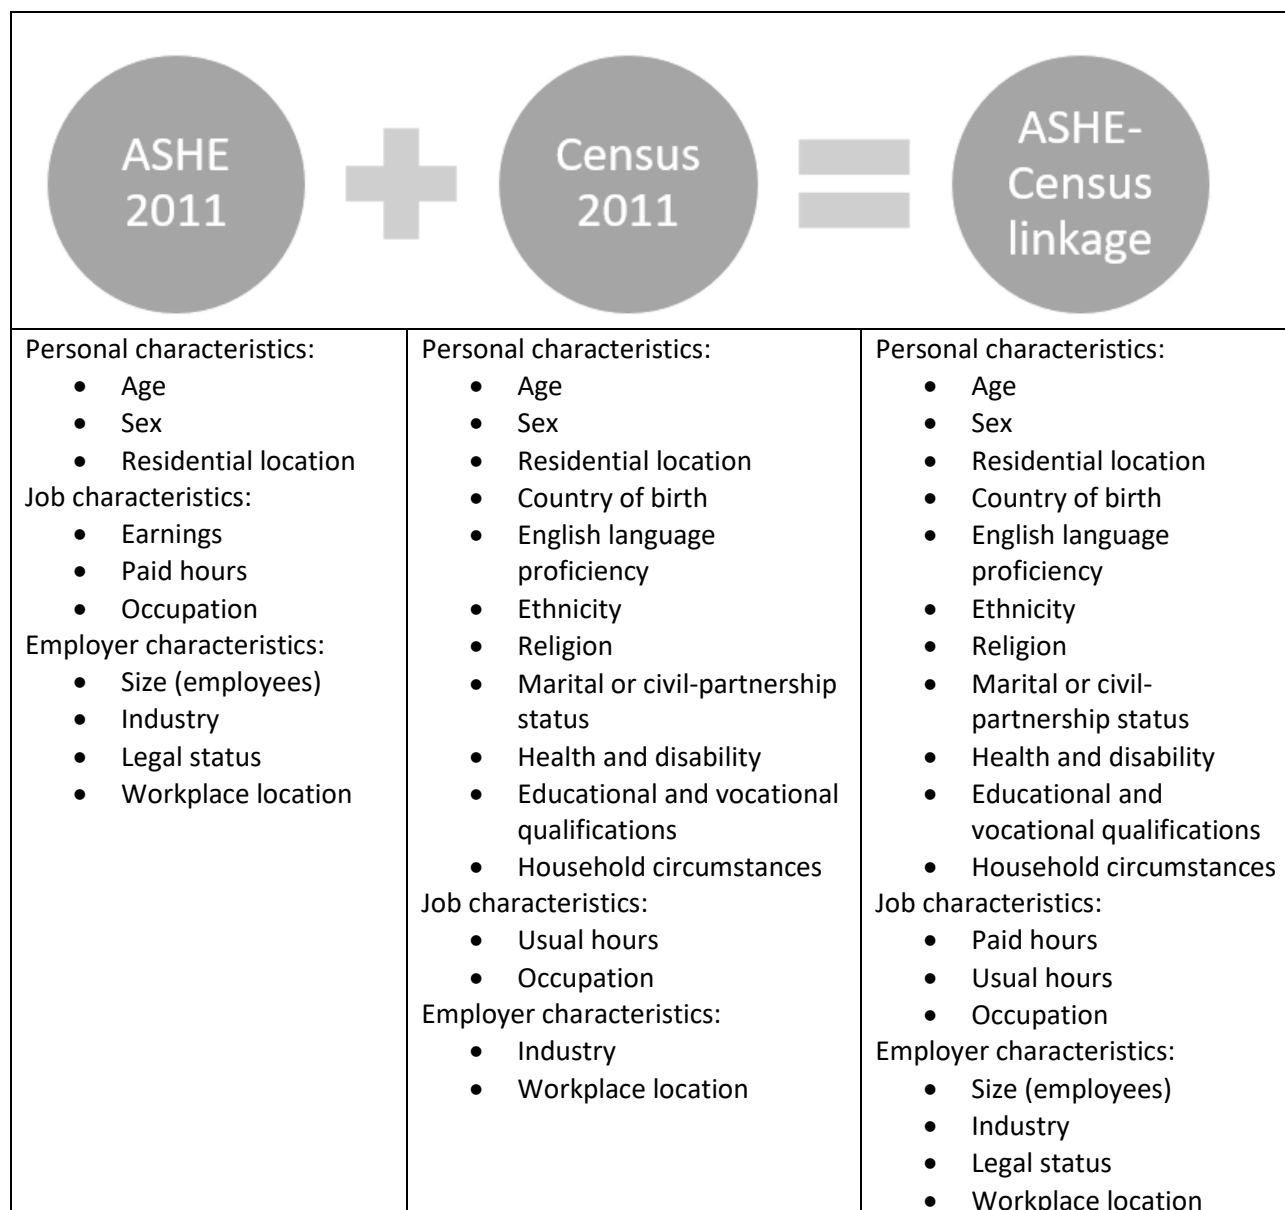 ASHE
2011
Census
2011
ASHE-
Census
linkage
Personal characteristics:
• Age
• Sex
• Residential location
Job characteristics:
• Earnings
• Paid hours
• Occupation
Employer characteristics:
• Size (employees)
• Industry
• Legal status
• Workplace location
Personal characteristics:
• Age
• Sex
• Residential location
• Country of birth
• English language
proficiency
• Ethnicity
• Religion
• Marital or civil-partnership
status
• Health and disability
• Educational and vocational
qualifications
• Household circumstances
Job characteristics:
• Usual hours
• Occupation
Employer characteristics:
• Industry
• Workplace location
Personal characteristics:
• Age
• Sex
• Residential location
• Country of birth
• English language
proficiency
• Ethnicity
• Religion
• Marital or civil-
partnership status
• Health and disability
• Educational and
vocational qualifications
• Household circumstances
Job characteristics:
• Paid hours
• Usual hours
• Occupation
Employer characteristics:
• Size (employees)
• Industry
• Legal status
• Workplace location